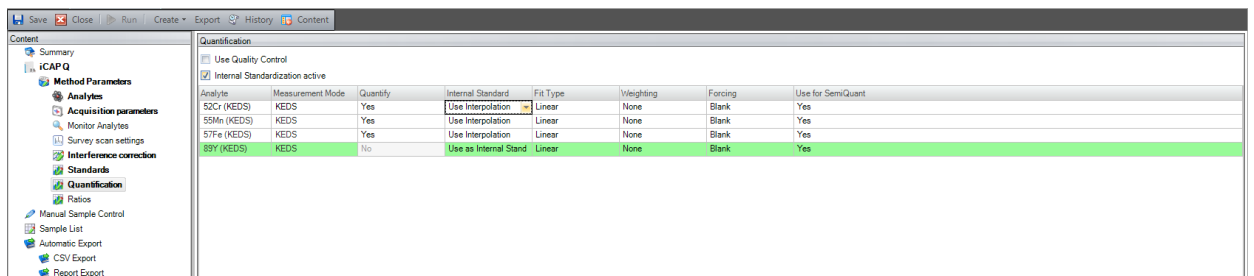 Save Close Run Create Export History Content
Content
Summary
iCAP Q
Method Parameters
Analytes
Acquisition parameters
Monitor Analytes
Survey scan settings
Interference correction
Standards
Quantification
Ratios
Manual Sample Control
Sample List
Automatic Export
CSV Export
Report Export
Quantification
Use Quality Control
Internal Standardization active
Analyte Measurement Mode Quantify Internal Standard Fit Type Weighting Forcing Use for SemiQuant
52Cr (KEDS) KEDS Yes Use Interpolation Linear None Blank Yes
55Mn (KEDS) KEDS Yes Use Interpolation Linear None Blank Yes
57Fe (KEDS) KEDS Yes Use Interpolation Linear None Blank Yes
89Y (KEDS) KEDS No Use as Internal Stand Linear None Blank Yes